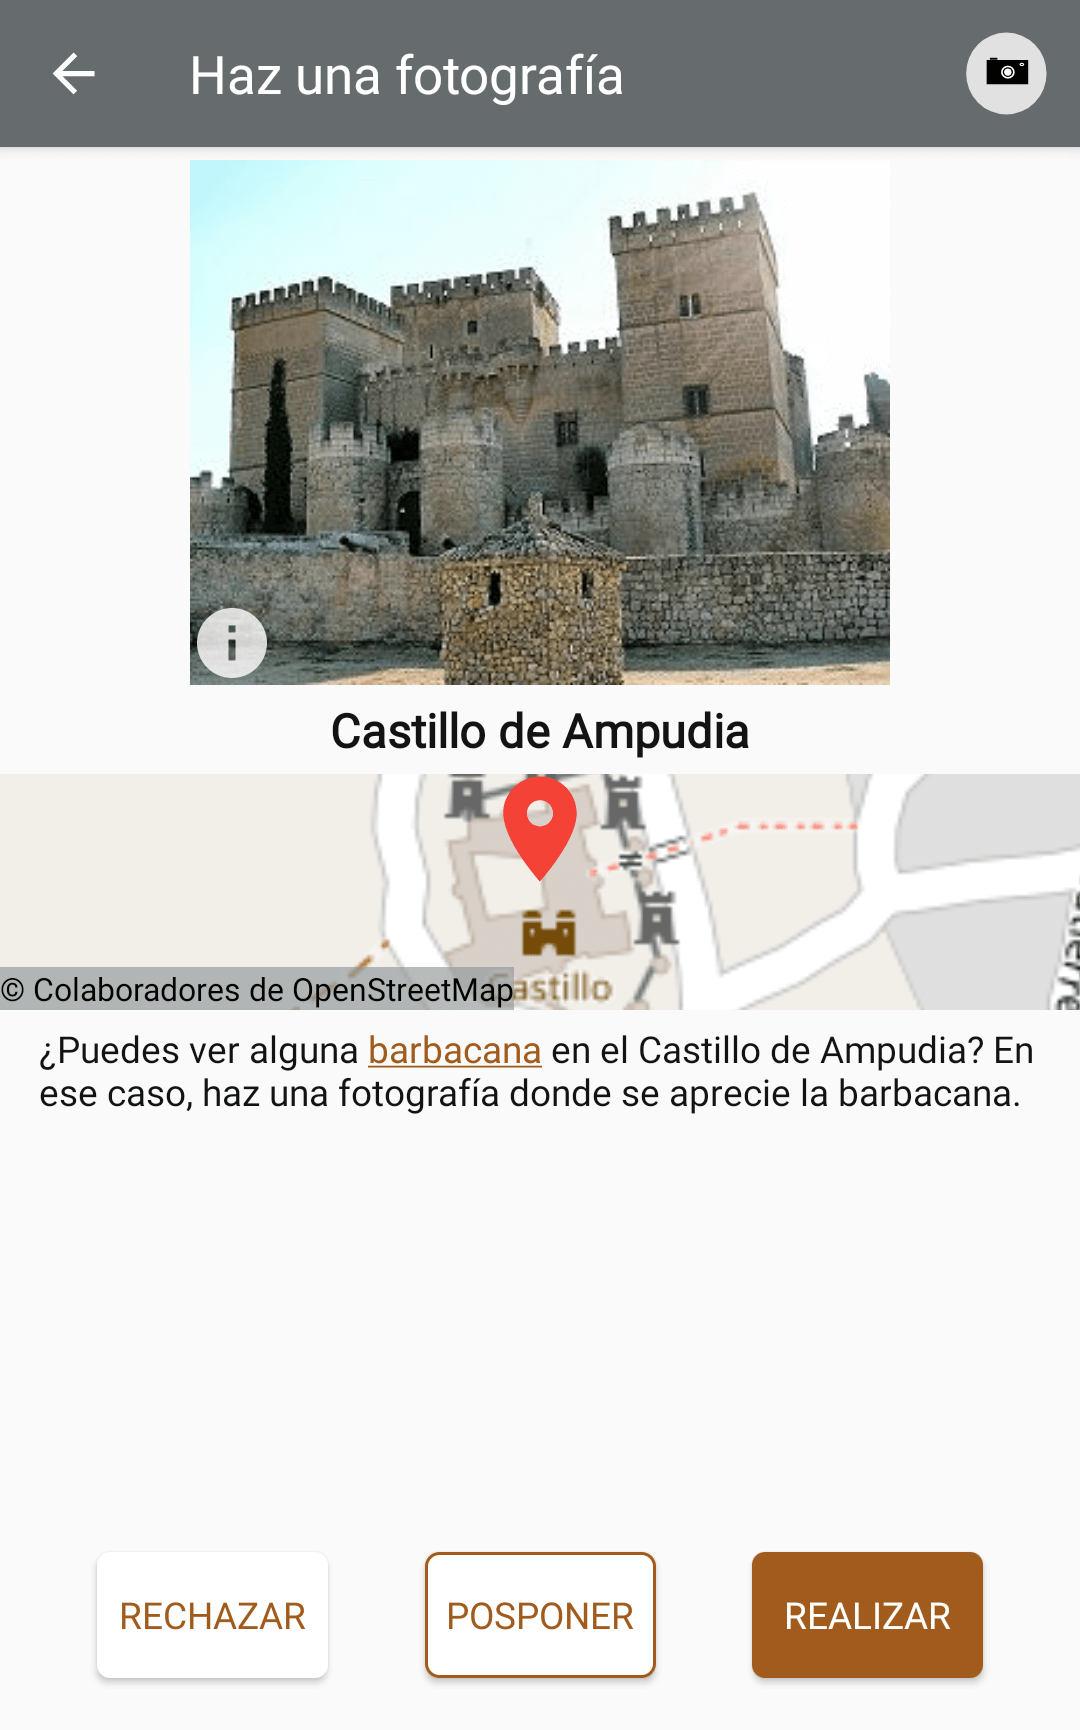 Haz una fotografía
Castillo de Ampudia
Castillo
© Colaboradores de OpenStreetMap
¿Puedes ver alguna barbacana en el Castillo de Ampudia? En
ese caso, haz una fotografía donde se aprecie la barbacana.
RECHAZAR
POSPONER
REALIZAR